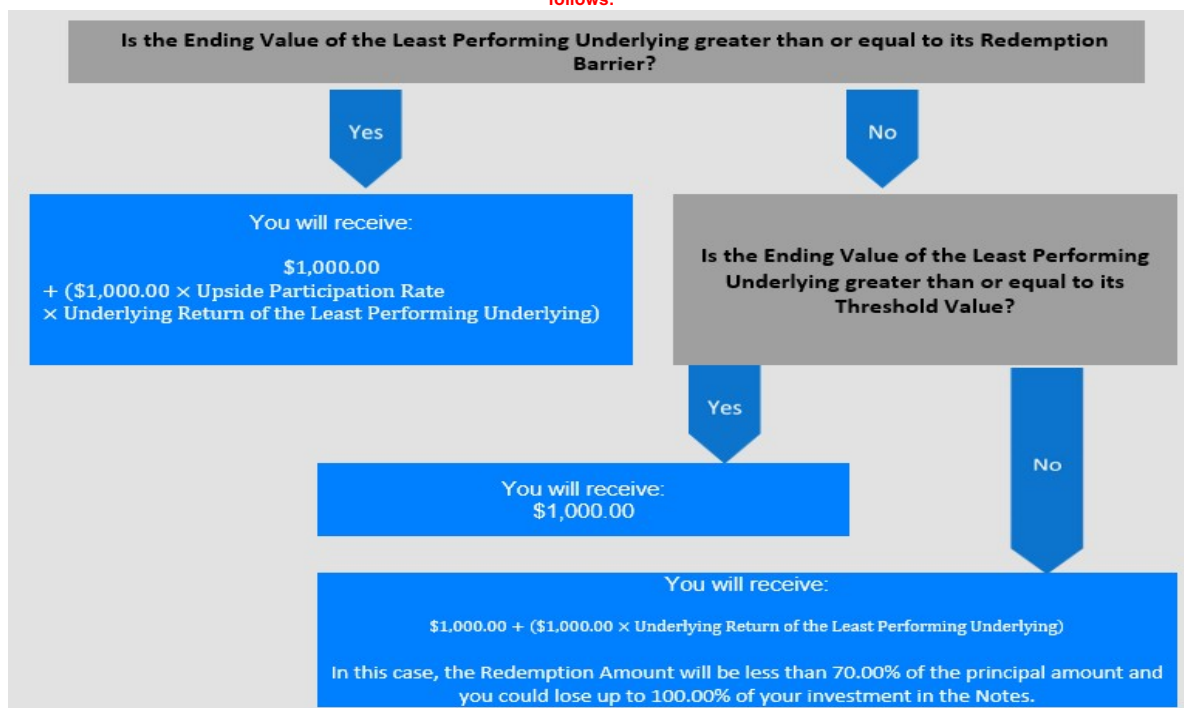 follows:
Is the Ending Value of the Least Performing Underlying greater than or equal to its Redemption
Barrier?
Yes
No
You will receive:
$1,000.00
+ ($1,000.00 × Upside Participation Rate
× Underlying Return of the Least Performing Underlying)
Is the Ending Value of the Least Performing
Underlying greater than or equal to its
Threshold Value?
Yes
No
You will receive:
$1,000.00
You will receive:
$1,000.00 + ($1,000.00 × Underlying Return of the Least Performing Underlying)
In this case, the Redemption Amount will be less than 70.00% of the principal amount and
you could lose up to 100.00% of your investment in the Notes.